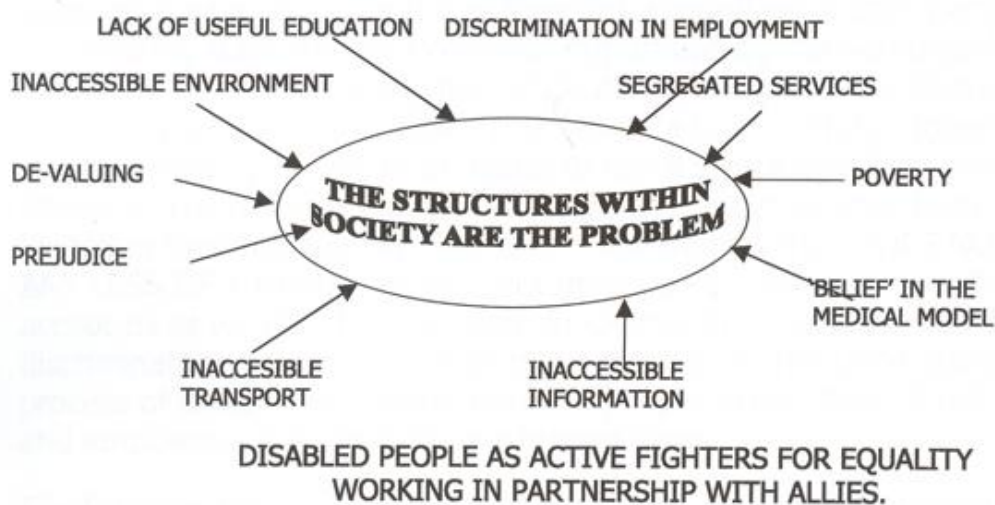 LACK OF USEFUL EDUCATION
DISCRIMINATION IN EMPLOYMENT
INACCESSIBLE ENVIRONMENT
SEGREGATED SERVICES
DE-VALUING
THE STRUCTURES WITHIN
SOCIETY ARE THE PROBLEM
POVERTY
PREJUDICE
'BELIEF' IN THE
MEDICAL MODEL
INACCESIBLE
TRANSPORT
INACCESSIBLE
INFORMATION
DISABLED PEOPLE AS ACTIVE FIGHTERS FOR EQUALITY
WORKING IN PARTNERSHIP WITH ALLIES.